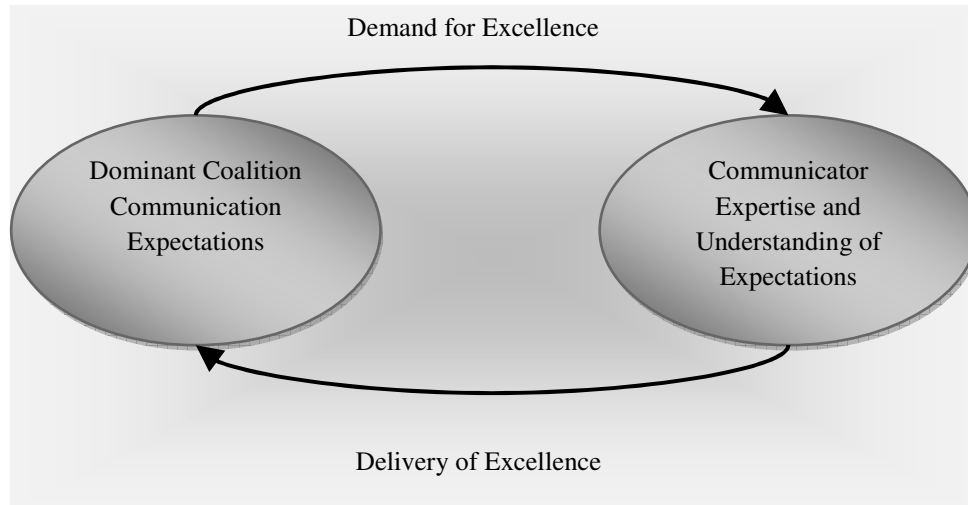 Demand for Excellence
Dominant Coalition
Communication
Expectations
Communicator
Expertise and
Understanding of
Expectations
Delivery of Excellence